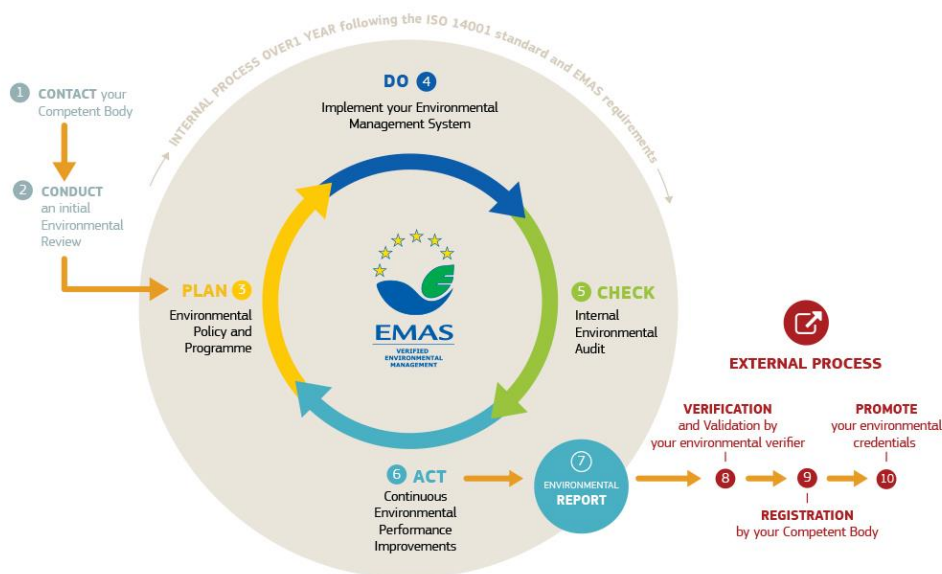 INTERNAL PROCESS OVER1 YEAR following the ISO 14001 standard and EMAS requirements
1 CONTACT your
Competent Body
2 CONDUCT
an initial
Environmental
Review
PLAN 3
Environmental
Policy and
Programme
DO 4
Implement your Environmental
Management System
EMAS
VERIFIED
ENVIRONMENTAL
MANAGEMENT
5 CHECK
Internal
Environmental
Audit
6 ACT
Continuous
Environmental
Performance
Improvements
7
ENVIRONMENTAL
REPORT
EXTERNAL PROCESS
VERIFICATION
and Validation by
your environmental verifier
8
9
REGISTRATION
by your Competent Body
PROMOTE
your environmental
credentials
10